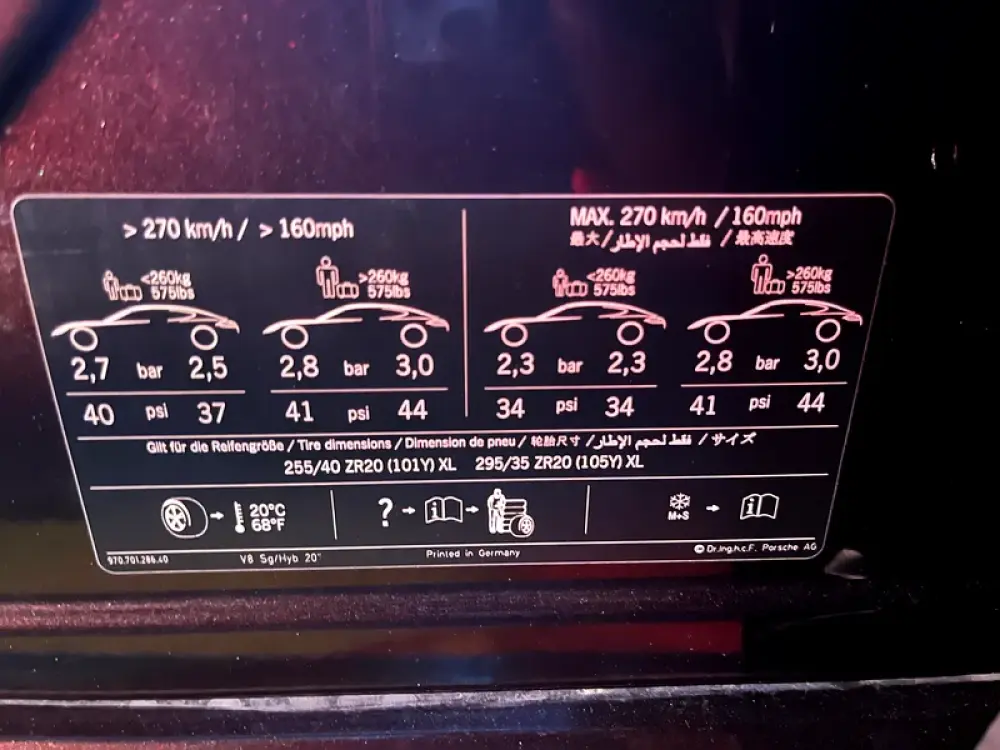 > 270 km/h / > 160mph
<260kg
575lbs
>260kg
575lbs
2,7 bar 2,5
2,8 bar 3,0
40 psi 37
41 psi 44
MAX. 270 km/h / 160mph
最大 / فقط لحجم الإطار / 最高速度
<260kg
575lbs
>260kg
575lbs
2,3 bar 2,3
2,8 bar 3,0
34 psi 34
41 psi 44
Gilt für die Reifengröße / Tire dimensions / Dimension de pneu / 轮胎尺寸 / فقط لحجم الإطار / サイズ
255/40 ZR20 (101Y) XL 295/35 ZR20 (105Y) XL
20°C
68°F
?
i
i
M+S
970.701.286.40 V8 Sg/Hyb 20" Printed in Germany © Dr.Ing.h.c.F. Porsche AG